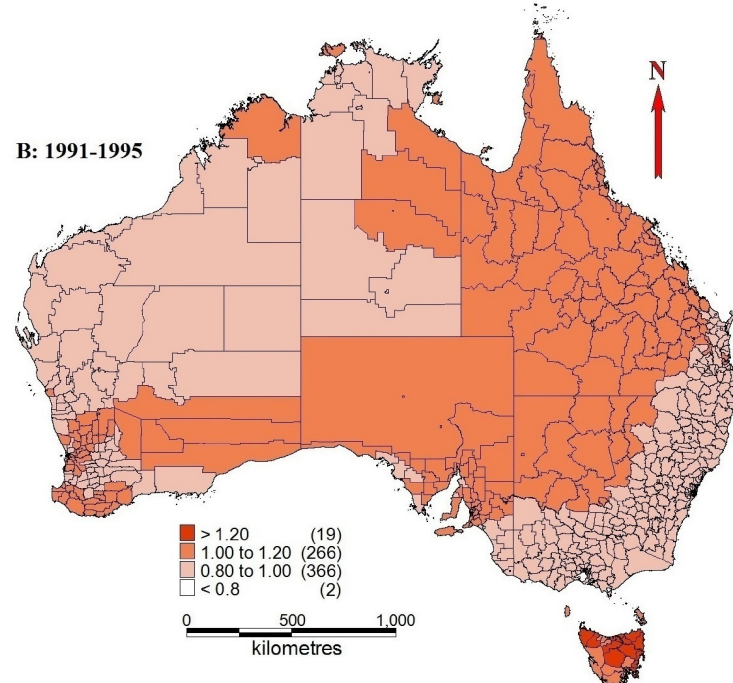 N
B: 1991-1995
> 1.20 (19)
1.00 to 1.20 (266)
0.80 to 1.00 (366)
< 0.8 (2)
0 500 1,000
kilometres